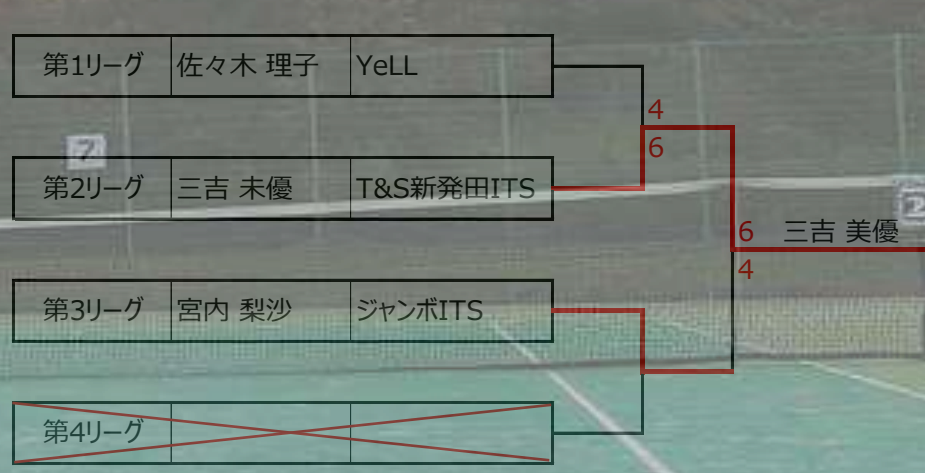 第1リーグ 佐々木 理子 YeLL
4
6
第2リーグ 三吉 未優 T&S新発田ITS
6 三吉 美優
4
第3リーグ 宮内 梨沙 ジャンボITS
第4リーグ